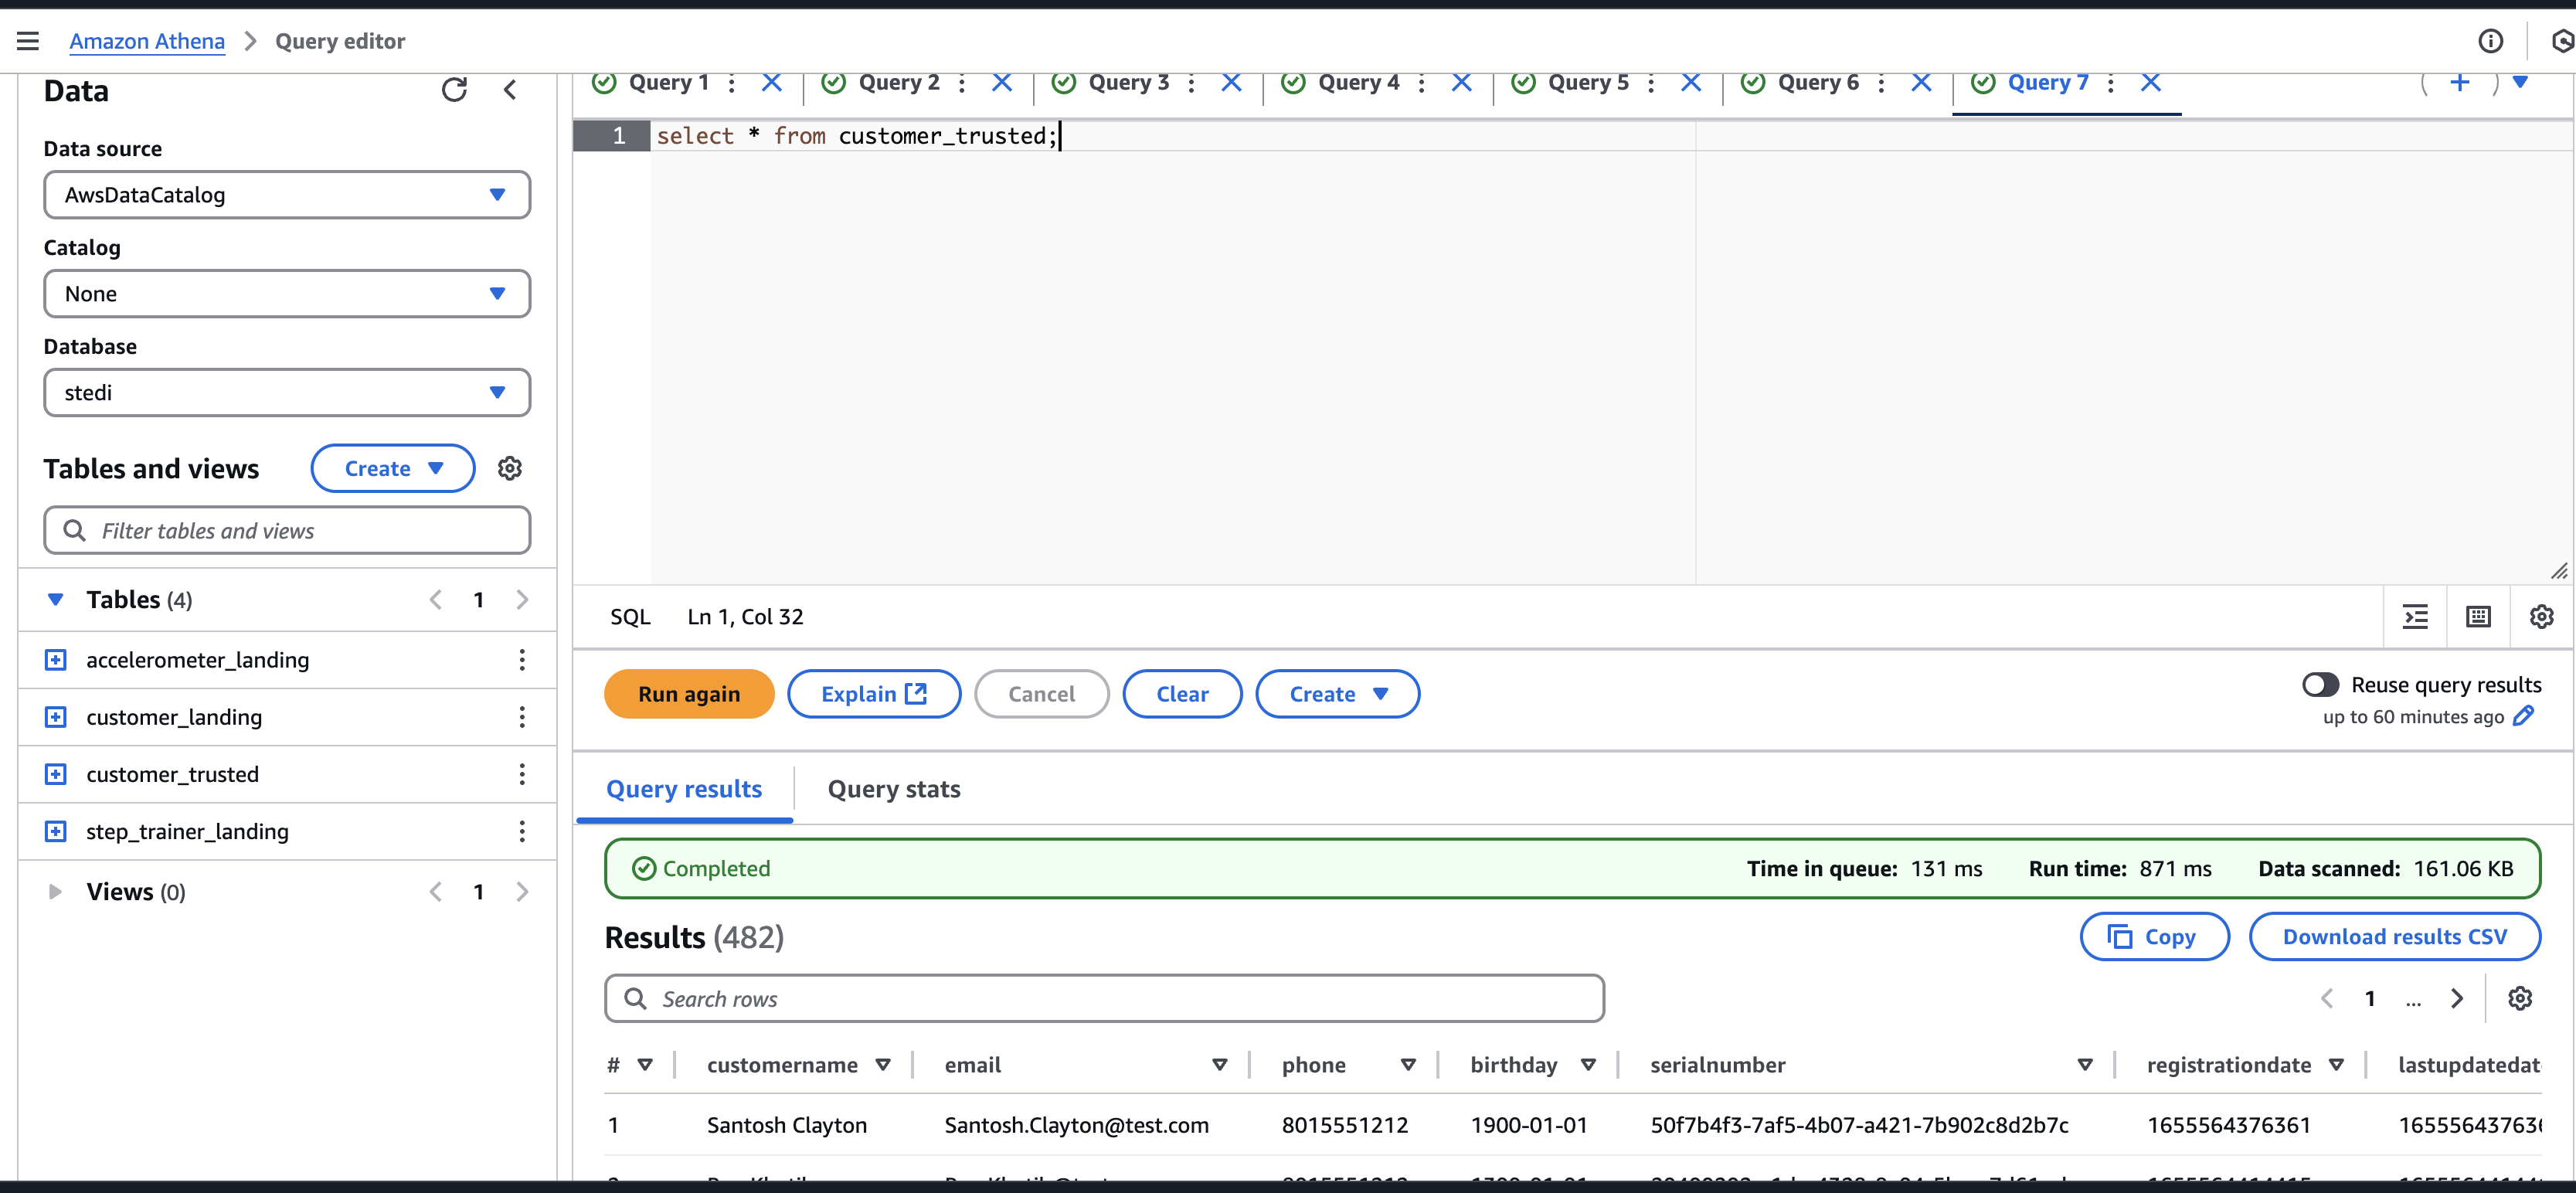 Amazon Athena > Query editor
Data
Data source
AwsDataCatalog
Catalog
None
Database
stedi
Tables and views Create
Filter tables and views
Tables (4) 1
accelerometer_landing
customer_landing
customer_trusted
step_trainer_landing
Views (0) 1
Query 1 Query 2 Query 3 Query 4 Query 5 Query 6 Query 7
1 select * from customer_trusted;
SQL Ln 1, Col 32
Run again Explain Cancel Clear Create Reuse query results
up to 60 minutes ago
Query results Query stats
Completed Time in queue: 131 ms Run time: 871 ms Data scanned: 161.06 KB
Results (482) Copy Download results CSV
Search rows 1 ...
# customername email phone birthday serialnumber registrationdate lastupdatedat
1 Santosh Clayton Santosh.Clayton@test.com 8015551212 1900-01-01 50f7b4f3-7af5-4b07-a421-7b902c8d2b7c 1655564376361 165556437636